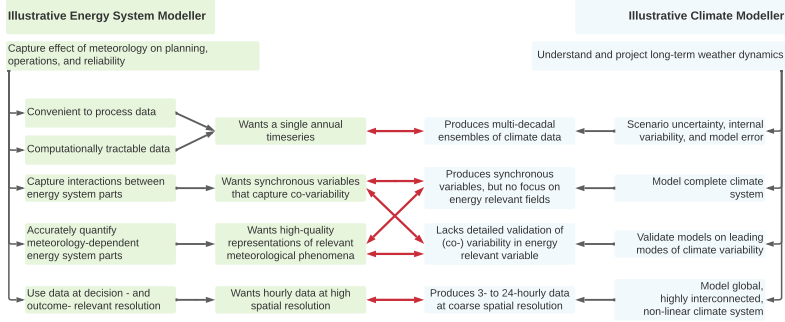 Illustrative Energy System Modeller
Illustrative Climate Modeller
Capture effect of meteorology on planning,
operations, and reliability
Understand and project long-term weather dynamics
Convenient to process data
Computationally tractable data
Wants a single annual
timeseries
Produces multi-decadal
ensembles of climate data
Scenario uncertainty, internal
variability, and model error
Capture interactions between
energy system parts
Wants synchronous variables
that capture co-variability
Produces synchronous
variables, but no focus on
energy relevant fields
Model complete climate
system
Accurately quantify
meteorology-dependent
energy system parts
Wants high-quality
representations of relevant
meteorological phenomena
Lacks detailed validation of
(co-) variability in energy
relevant variable
Validate models on leading
modes of climate variability
Use data at decision - and
outcome- relevant resolution
Wants hourly data at high
spatial resolution
Produces 3- to 24-hourly data
at coarse spatial resolution
Model global,
highly interconnected,
non-linear climate system